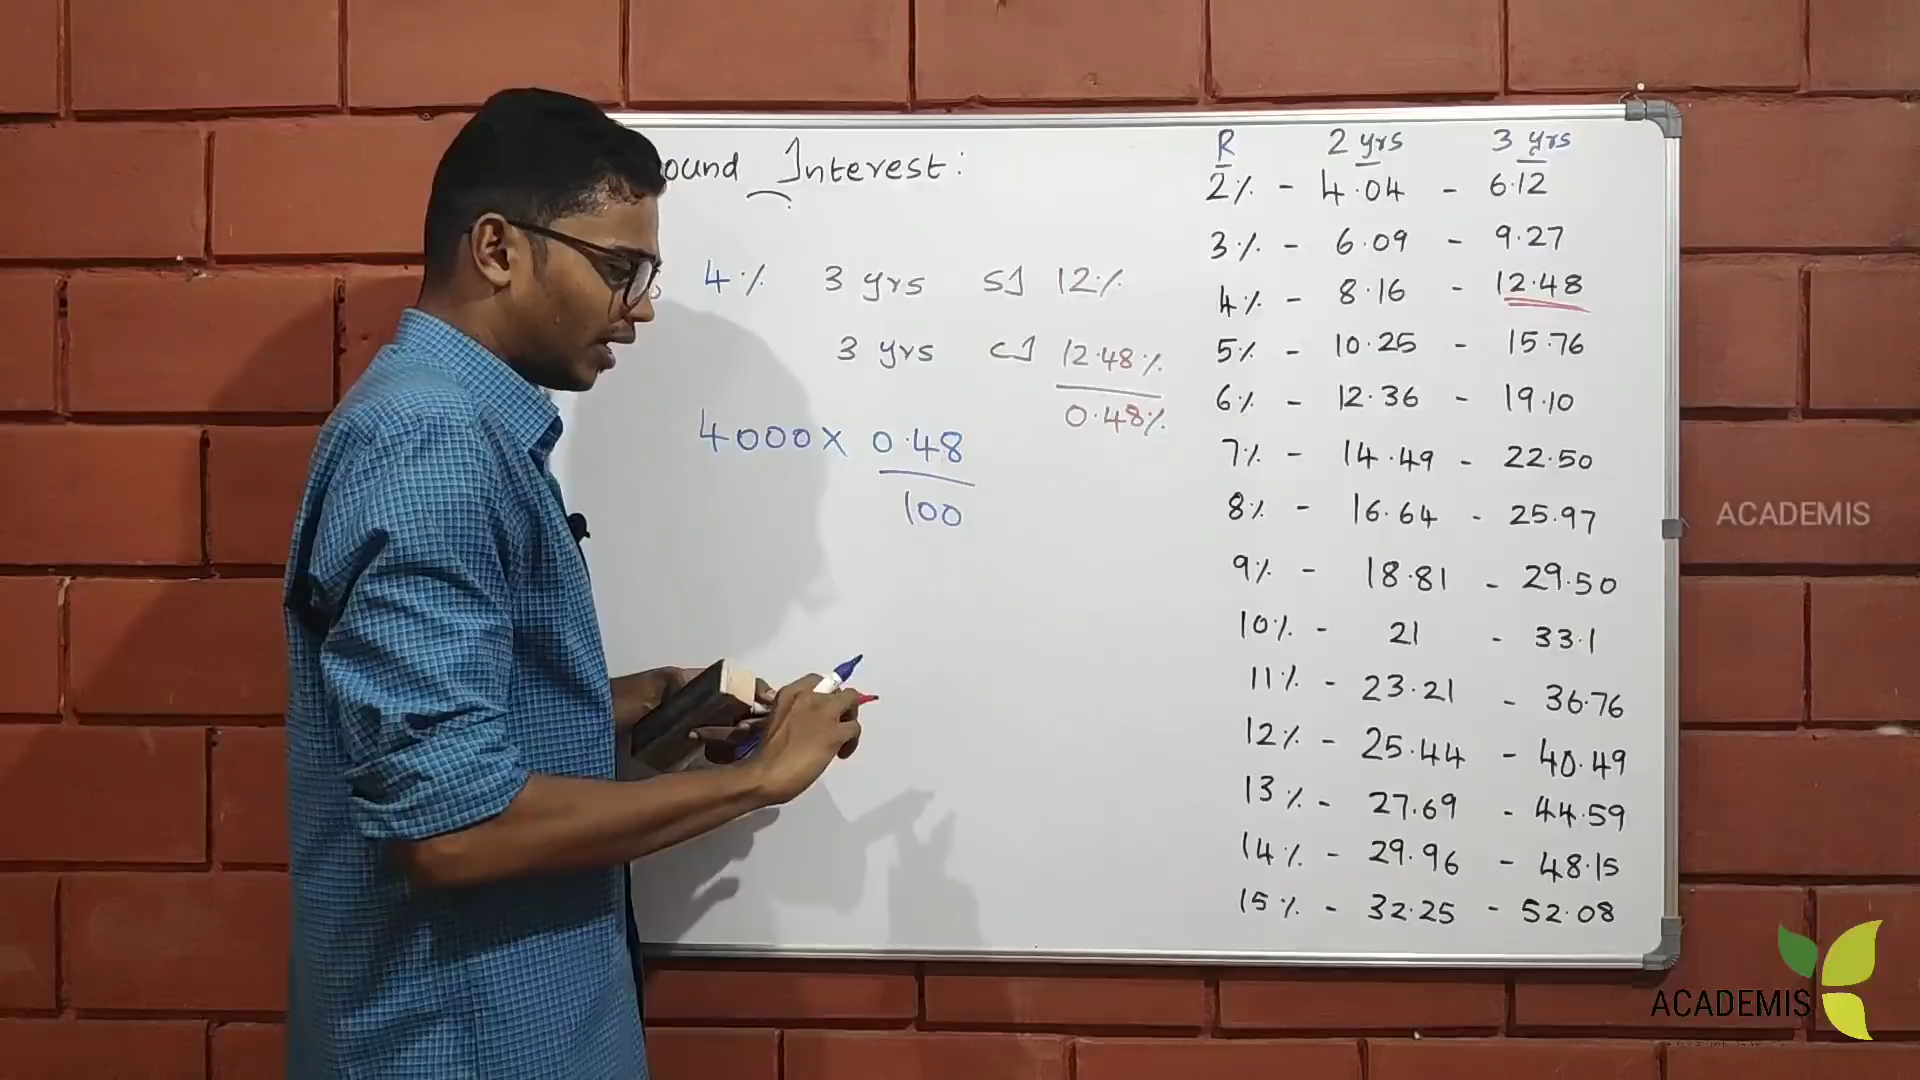 ound Interest:
4% 3 yrs SI 12%
3 yrs CI 12.48%
0.48%
4000 × 0.48
100
R 2 yrs 3 yrs
2% - 4.04 - 6.12
3% - 6.09 - 9.27
4% - 8.16 - 12.48
5% - 10.25 - 15.76
6% - 12.36 - 19.10
7% - 14.49 - 22.50
8% - 16.64 - 25.97
9% - 18.81 - 29.50
10% - 21 - 33.1
11% - 23.21 - 36.76
12% - 25.44 - 40.49
13% - 27.69 - 44.59
14% - 29.96 - 48.15
15% - 32.25 - 52.08
ACADEMIS
ACADEMIS